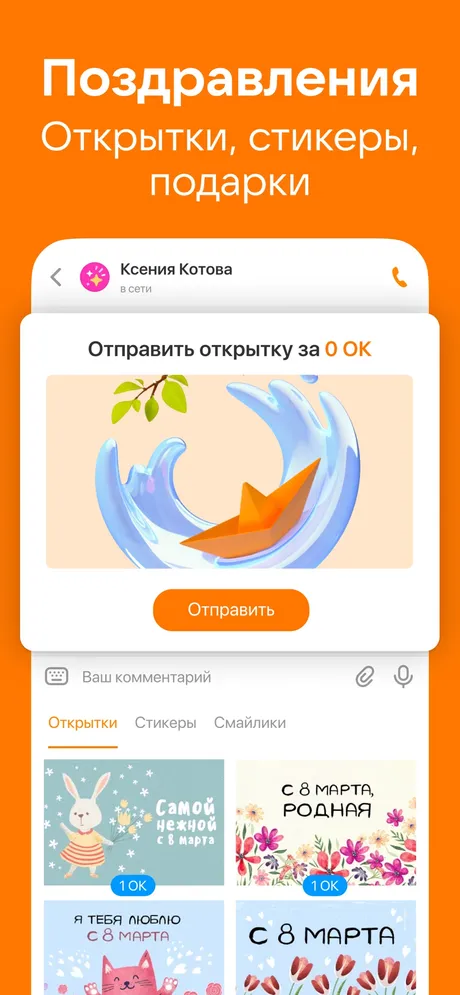 Поздравления
Открытки, стикеры,
подарки
Ксения Котова
в сети
Отправить открытку за 0 ОК
Отправить
Ваш комментарий
Открытки Стикеры Смайлики
Самой
нежной
с 8 марта
1 ОК
С 8 МАРТА,
РОДНАЯ
1 ОК
Я ТЕБЯ ЛЮБЛЮ
С 8 МАРТА
С 8 МАРТА